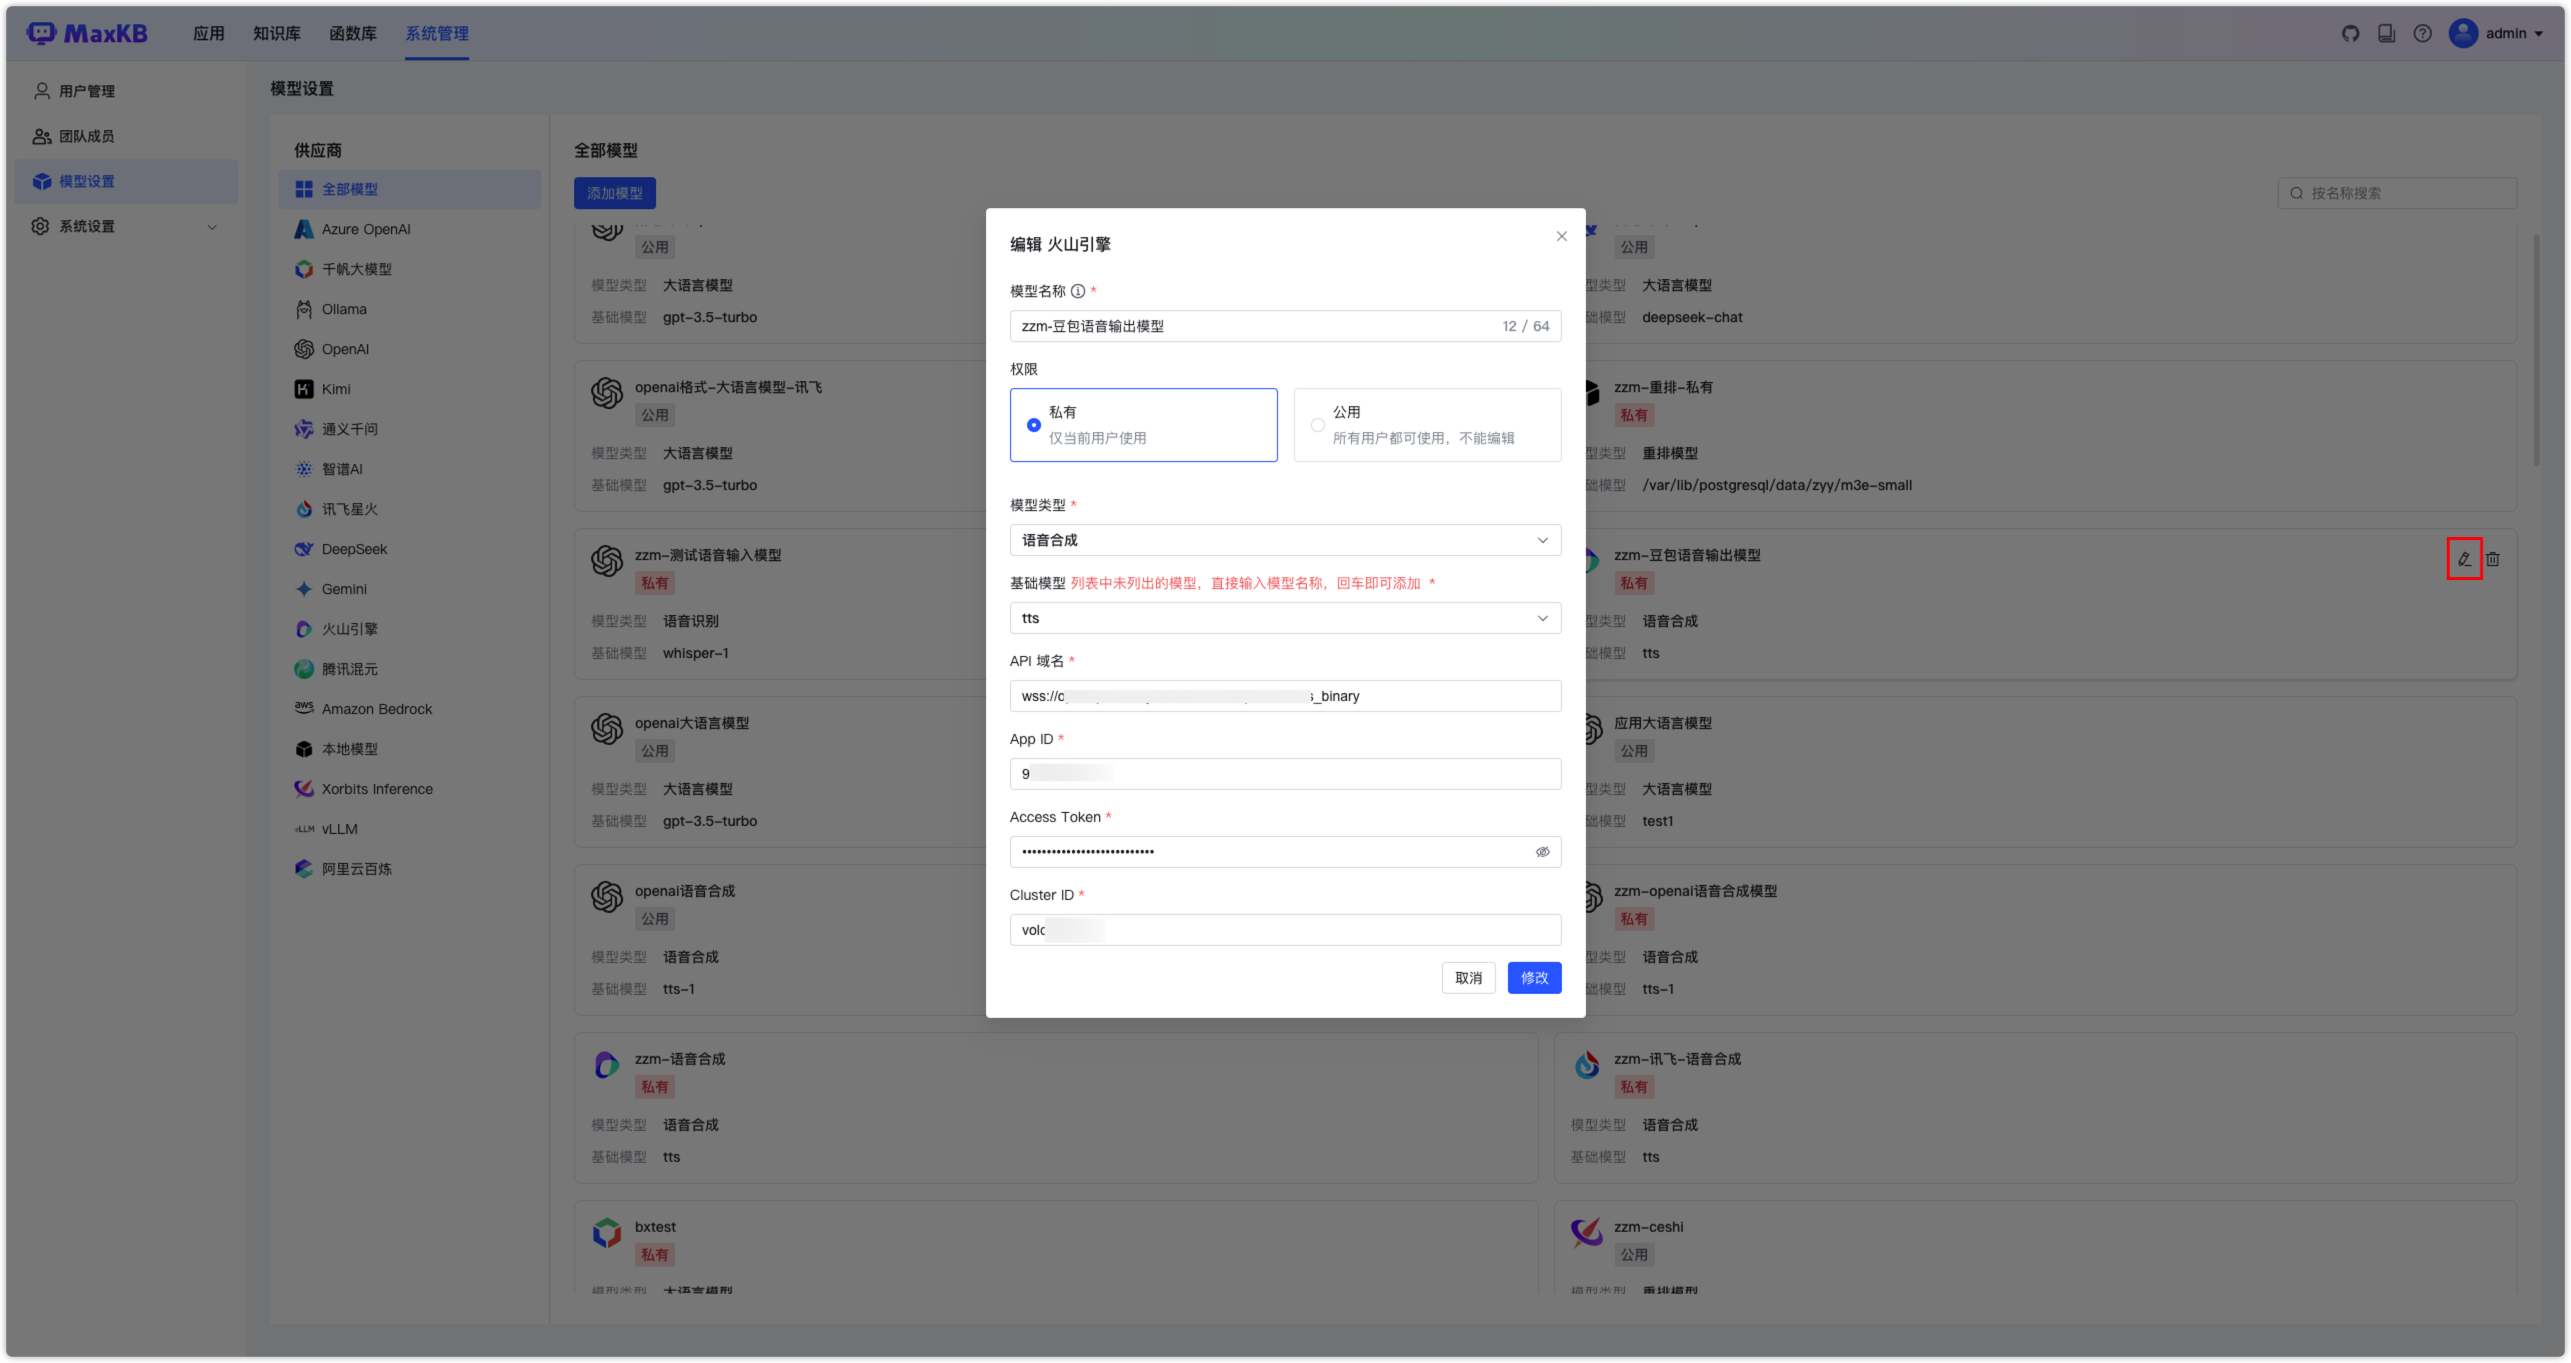 MaxKB 应用 知识库 函数库 系统管理 admin
用户管理
团队成员
模型设置
系统设置
模型设置
供应商
全部模型
Azure OpenAI
千帆大模型
Ollama
OpenAI
Kimi
通义千问
智谱AI
讯飞星火
DeepSeek
Gemini
火山引擎
腾讯混元
aws Amazon Bedrock
本地模型
Xorbits Inference
vLLM vLLM
阿里云百炼
全部模型
添加模型
按名称搜索
公用
模型类型 大语言模型
基础模型 gpt-3.5-turbo
openai格式-大语言模型-讯飞
公用
模型类型 大语言模型
基础模型 gpt-3.5-turbo
zzm-测试语音输入模型
私有
模型类型 语音识别
基础模型 whisper-1
openai大语言模型
公用
模型类型 大语言模型
基础模型 gpt-3.5-turbo
openai语音合成
公用
模型类型 语音合成
基础模型 tts-1
zzm-语音合成
私有
模型类型 语音合成
基础模型 tts
bxtest
私有
模型类型 大语言模型
编辑 火山引擎
模型名称 *
zzm-豆包语音输出模型 12 / 64
权限
私有
仅当前用户使用
公用
所有用户都可使用，不能编辑
模型类型 *
语音合成
基础模型 列表中未列出的模型，直接输入模型名称，回车即可添加 *
tts
API 域名 *
wss:// s_binary
App ID *
9
Access Token *
Cluster ID *
volc
取消 修改
公用
类型 大语言模型
础模型 deepseek-chat
zzm-重排-私有
私有
类型 重排模型
础模型 /var/lib/postgresql/data/zyy/m3e-small
zzm-豆包语音输出模型
私有
类型 语音合成
础模型 tts
应用大语言模型
公用
类型 大语言模型
础模型 test1
zzm-openai语音合成模型
私有
类型 语音合成
础模型 tts-1
zzm-讯飞-语音合成
私有
模型类型 语音合成
基础模型 tts
zzm-ceshi
公用
模型类型 重排模型